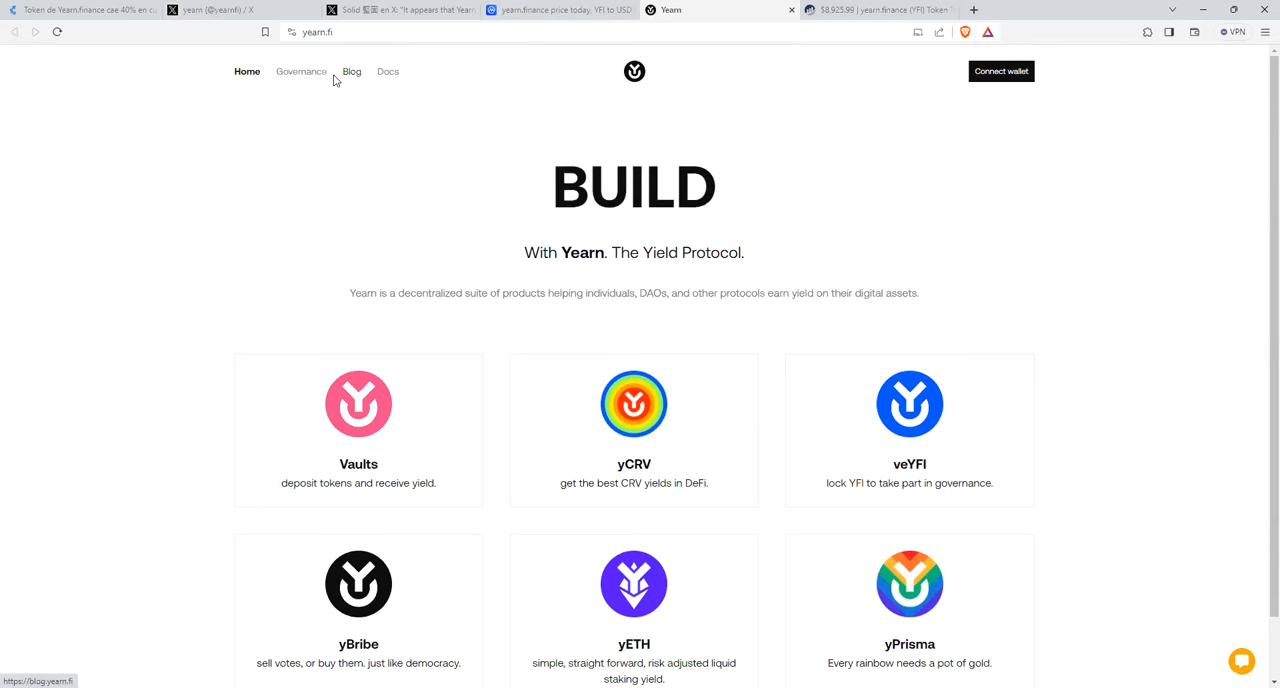 Token de Yearn.finance cae 40% en cu
yearn (@yearnfi) / X
Solid 堅固 en X: "It appears that Yearn
yearn.finance price today, YFI to USD
Yearn
$8,925.99 | yearn.finance (YFI) Token
yearn.fi
VPN
Home Governance Blog Docs
Connect wallet
BUILD
With Yearn. The Yield Protocol.
Yearn is a decentralized suite of products helping individuals, DAOs, and other protocols earn yield on their digital assets.
Vaults
deposit tokens and receive yield.
yCRV
get the best CRV yields in DeFi.
veYFI
lock YFI to take part in governance.
yBribe
sell votes, or buy them. just like democracy.
yETH
simple, straight forward, risk adjusted liquid
staking yield.
yPrisma
Every rainbow needs a pot of gold.
https://blog.yearn.fi